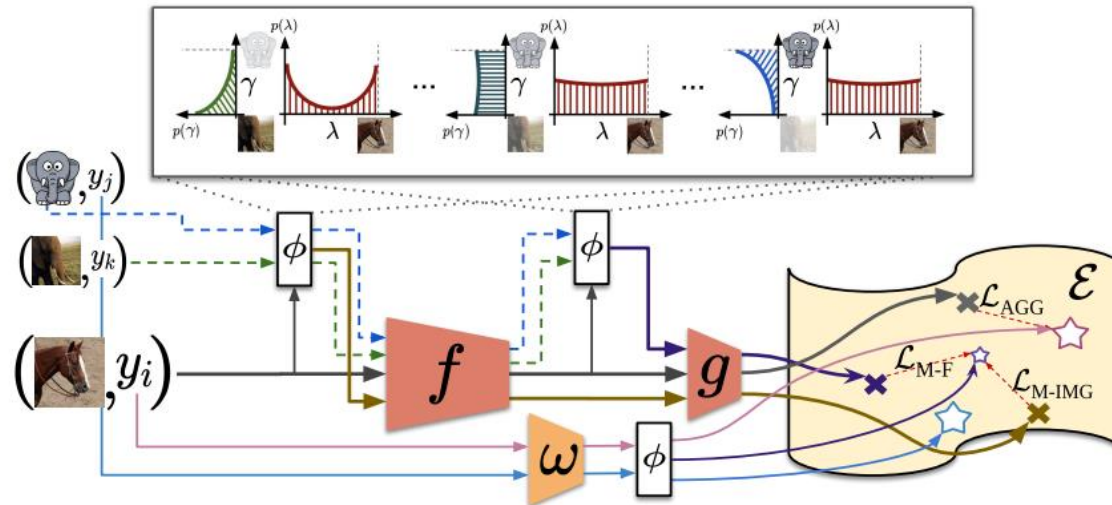 p(λ) p(λ) p(λ)
γ ... γ ... γ
p(γ) λ p(γ) λ p(γ) λ
( , y_j)
( , y_k)
( , y_i)
ϕ ϕ
f g
ω ϕ
ℰ
ℒ_AGG
ℒ_M-F
ℒ_M-IMG